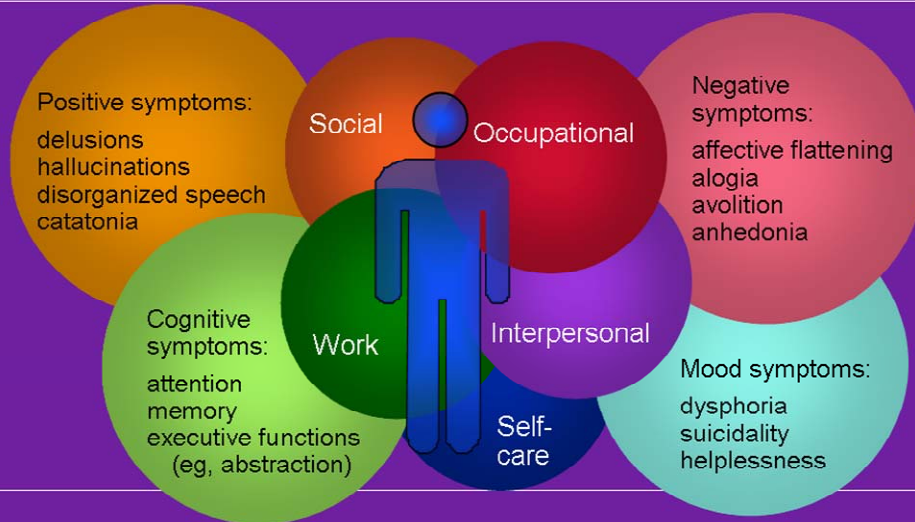 Positive symptoms:
delusions
hallucinations
disorganized speech
catatonia
Social
Occupational
Negative
symptoms:
affective flattening
alogia
avolition
anhedonia
Cognitive
symptoms:
attention
memory
executive functions
(eg, abstraction)
Work
Interpersonal
Self-
care
Mood symptoms:
dysphoria
suicidality
helplessness